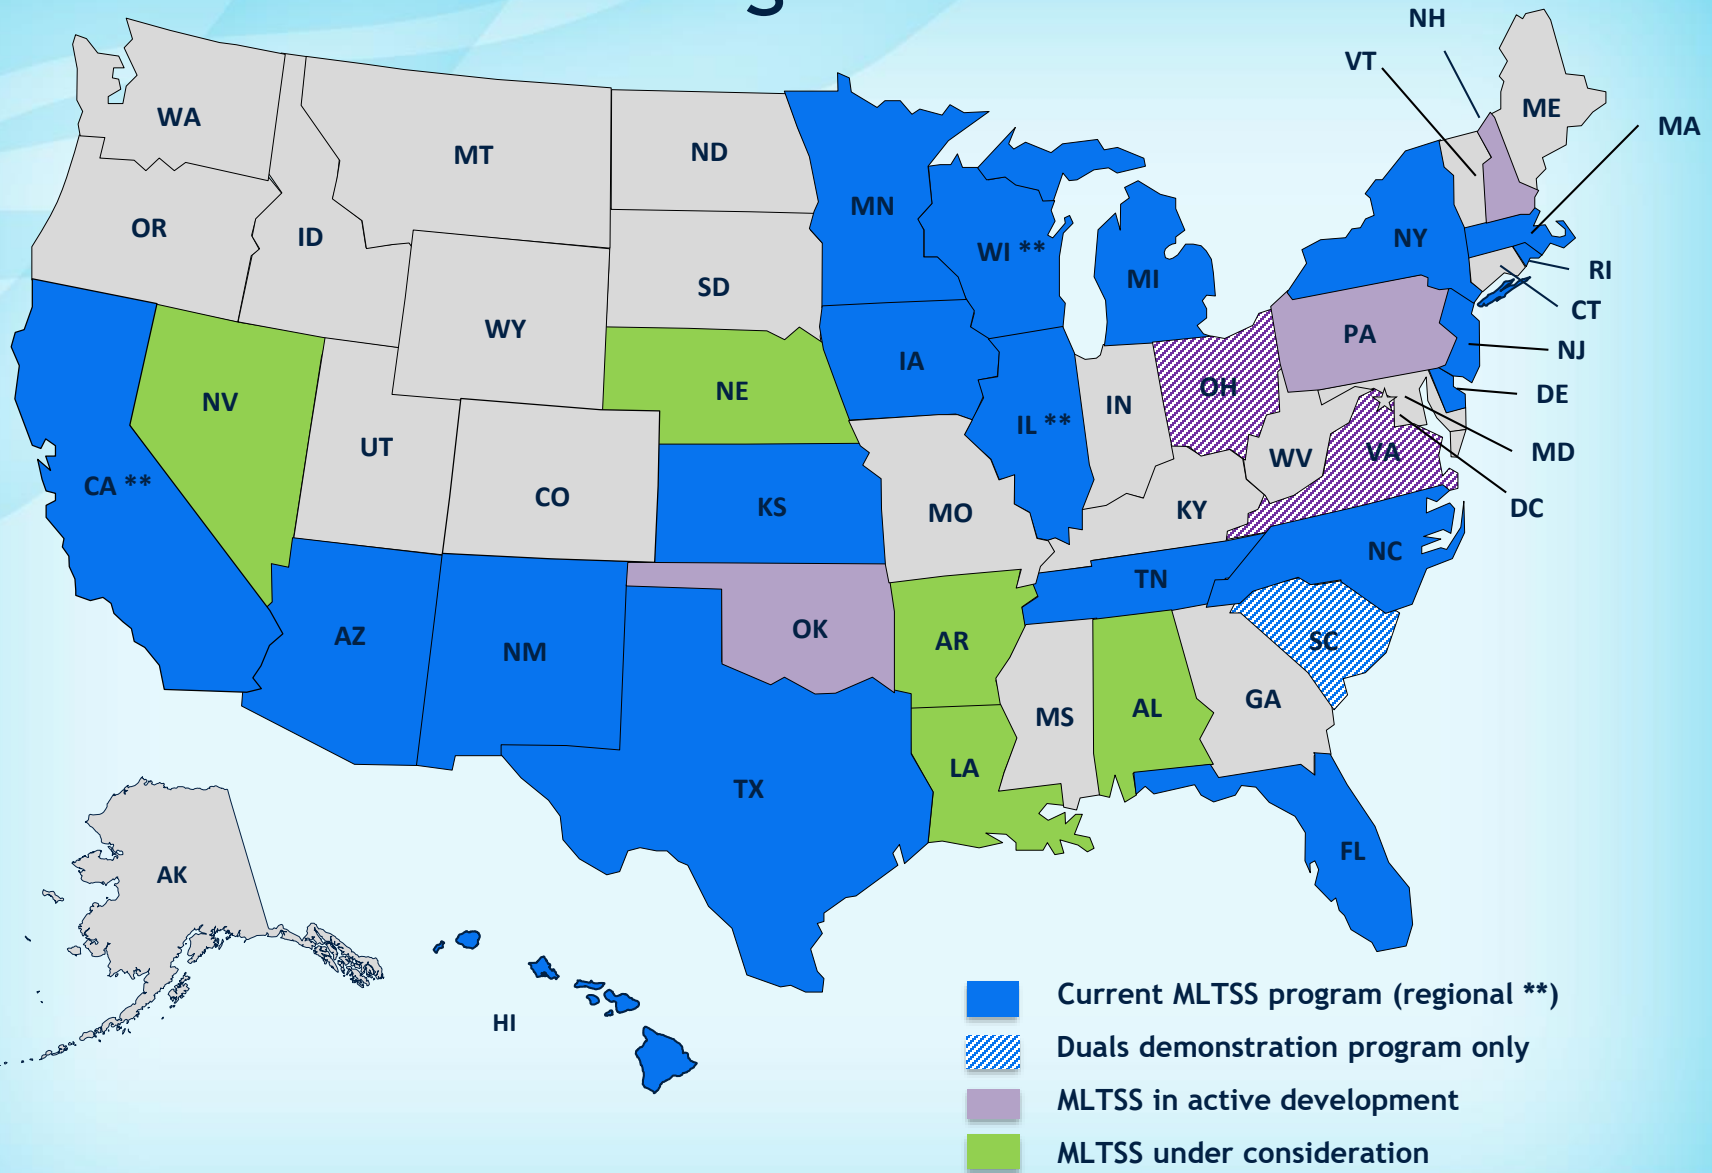 NH
VT
ME
MA
WA
MT
ND
MN
OR
ID
WI **
NY
MI
RI
SD
CT
WY
PA
NJ
IA
NE
OH
DE
NV
IN
IL **
UT
WV
VA
MD
CA **
CO
KS
MO
KY
DC
NC
TN
AZ
NM
OK
AR
SC
GA
MS
AL
LA
TX
FL
AK
HI
Current MLTSS program (regional **)
Duals demonstration program only
MLTSS in active development
MLTSS under consideration